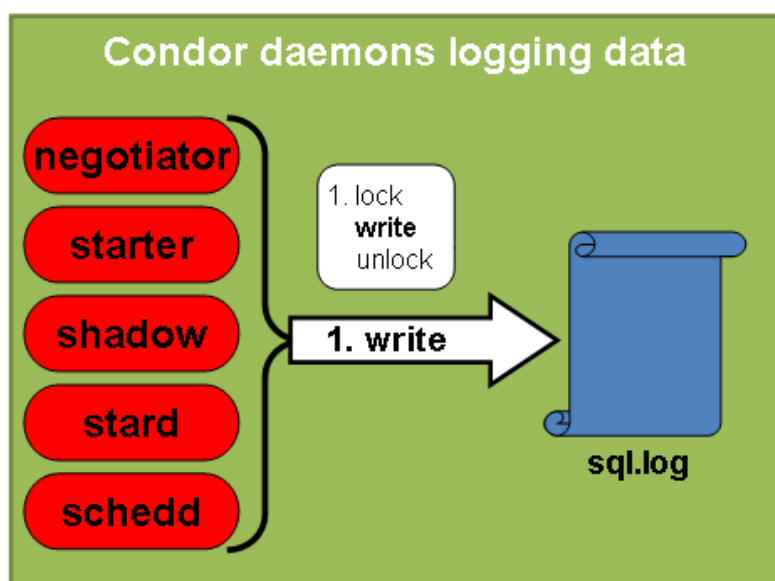 Condor daemons logging data
negotiator
starter
shadow
stard
schedd
1. lock
write
unlock
1. write
sql.log